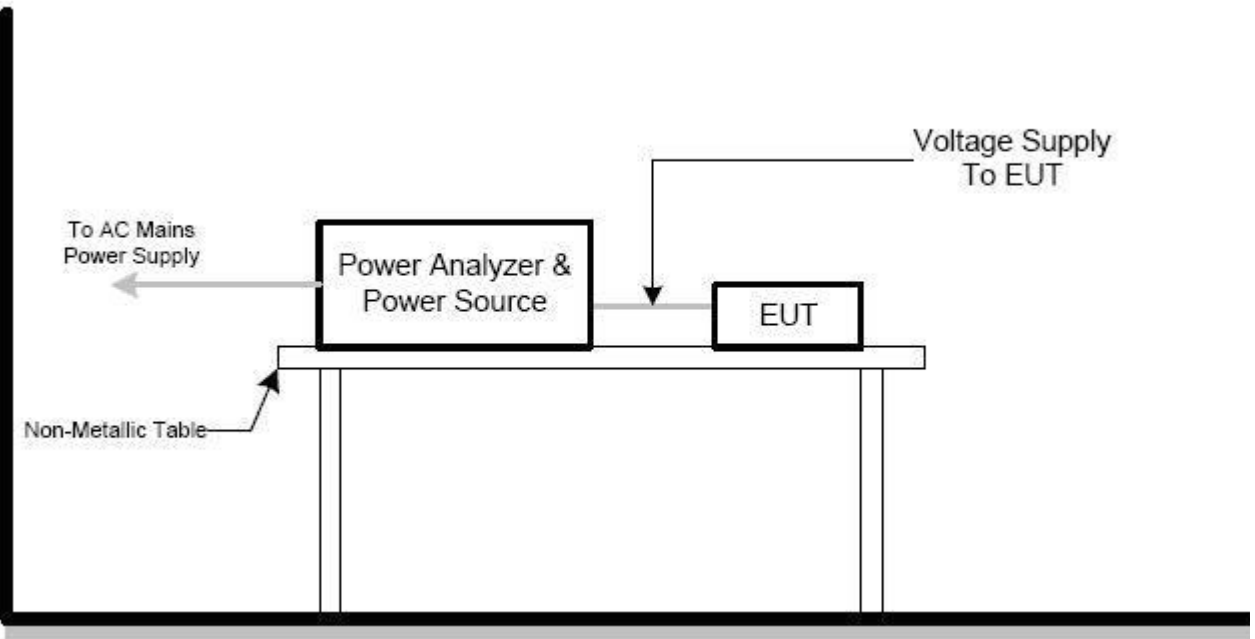 Voltage Supply
To EUT
To AC Mains
Power Supply
Power Analyzer &
Power Source
EUT
Non-Metallic Table